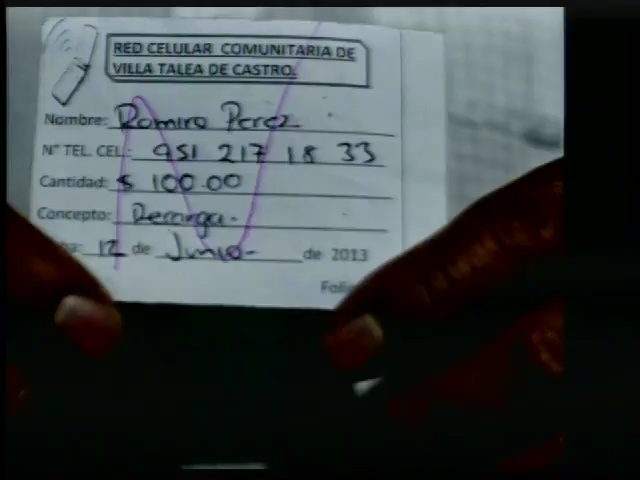 RED CELULAR COMUNITARIA DE
VILLA TALEA DE CASTRO.
Nombre: Romiro Perez
N° TEL. CEL.: 951 217 18 33
Cantidad: $ 100.00
Concepto: Recarga.
12 de Junio- de 2013
Folio